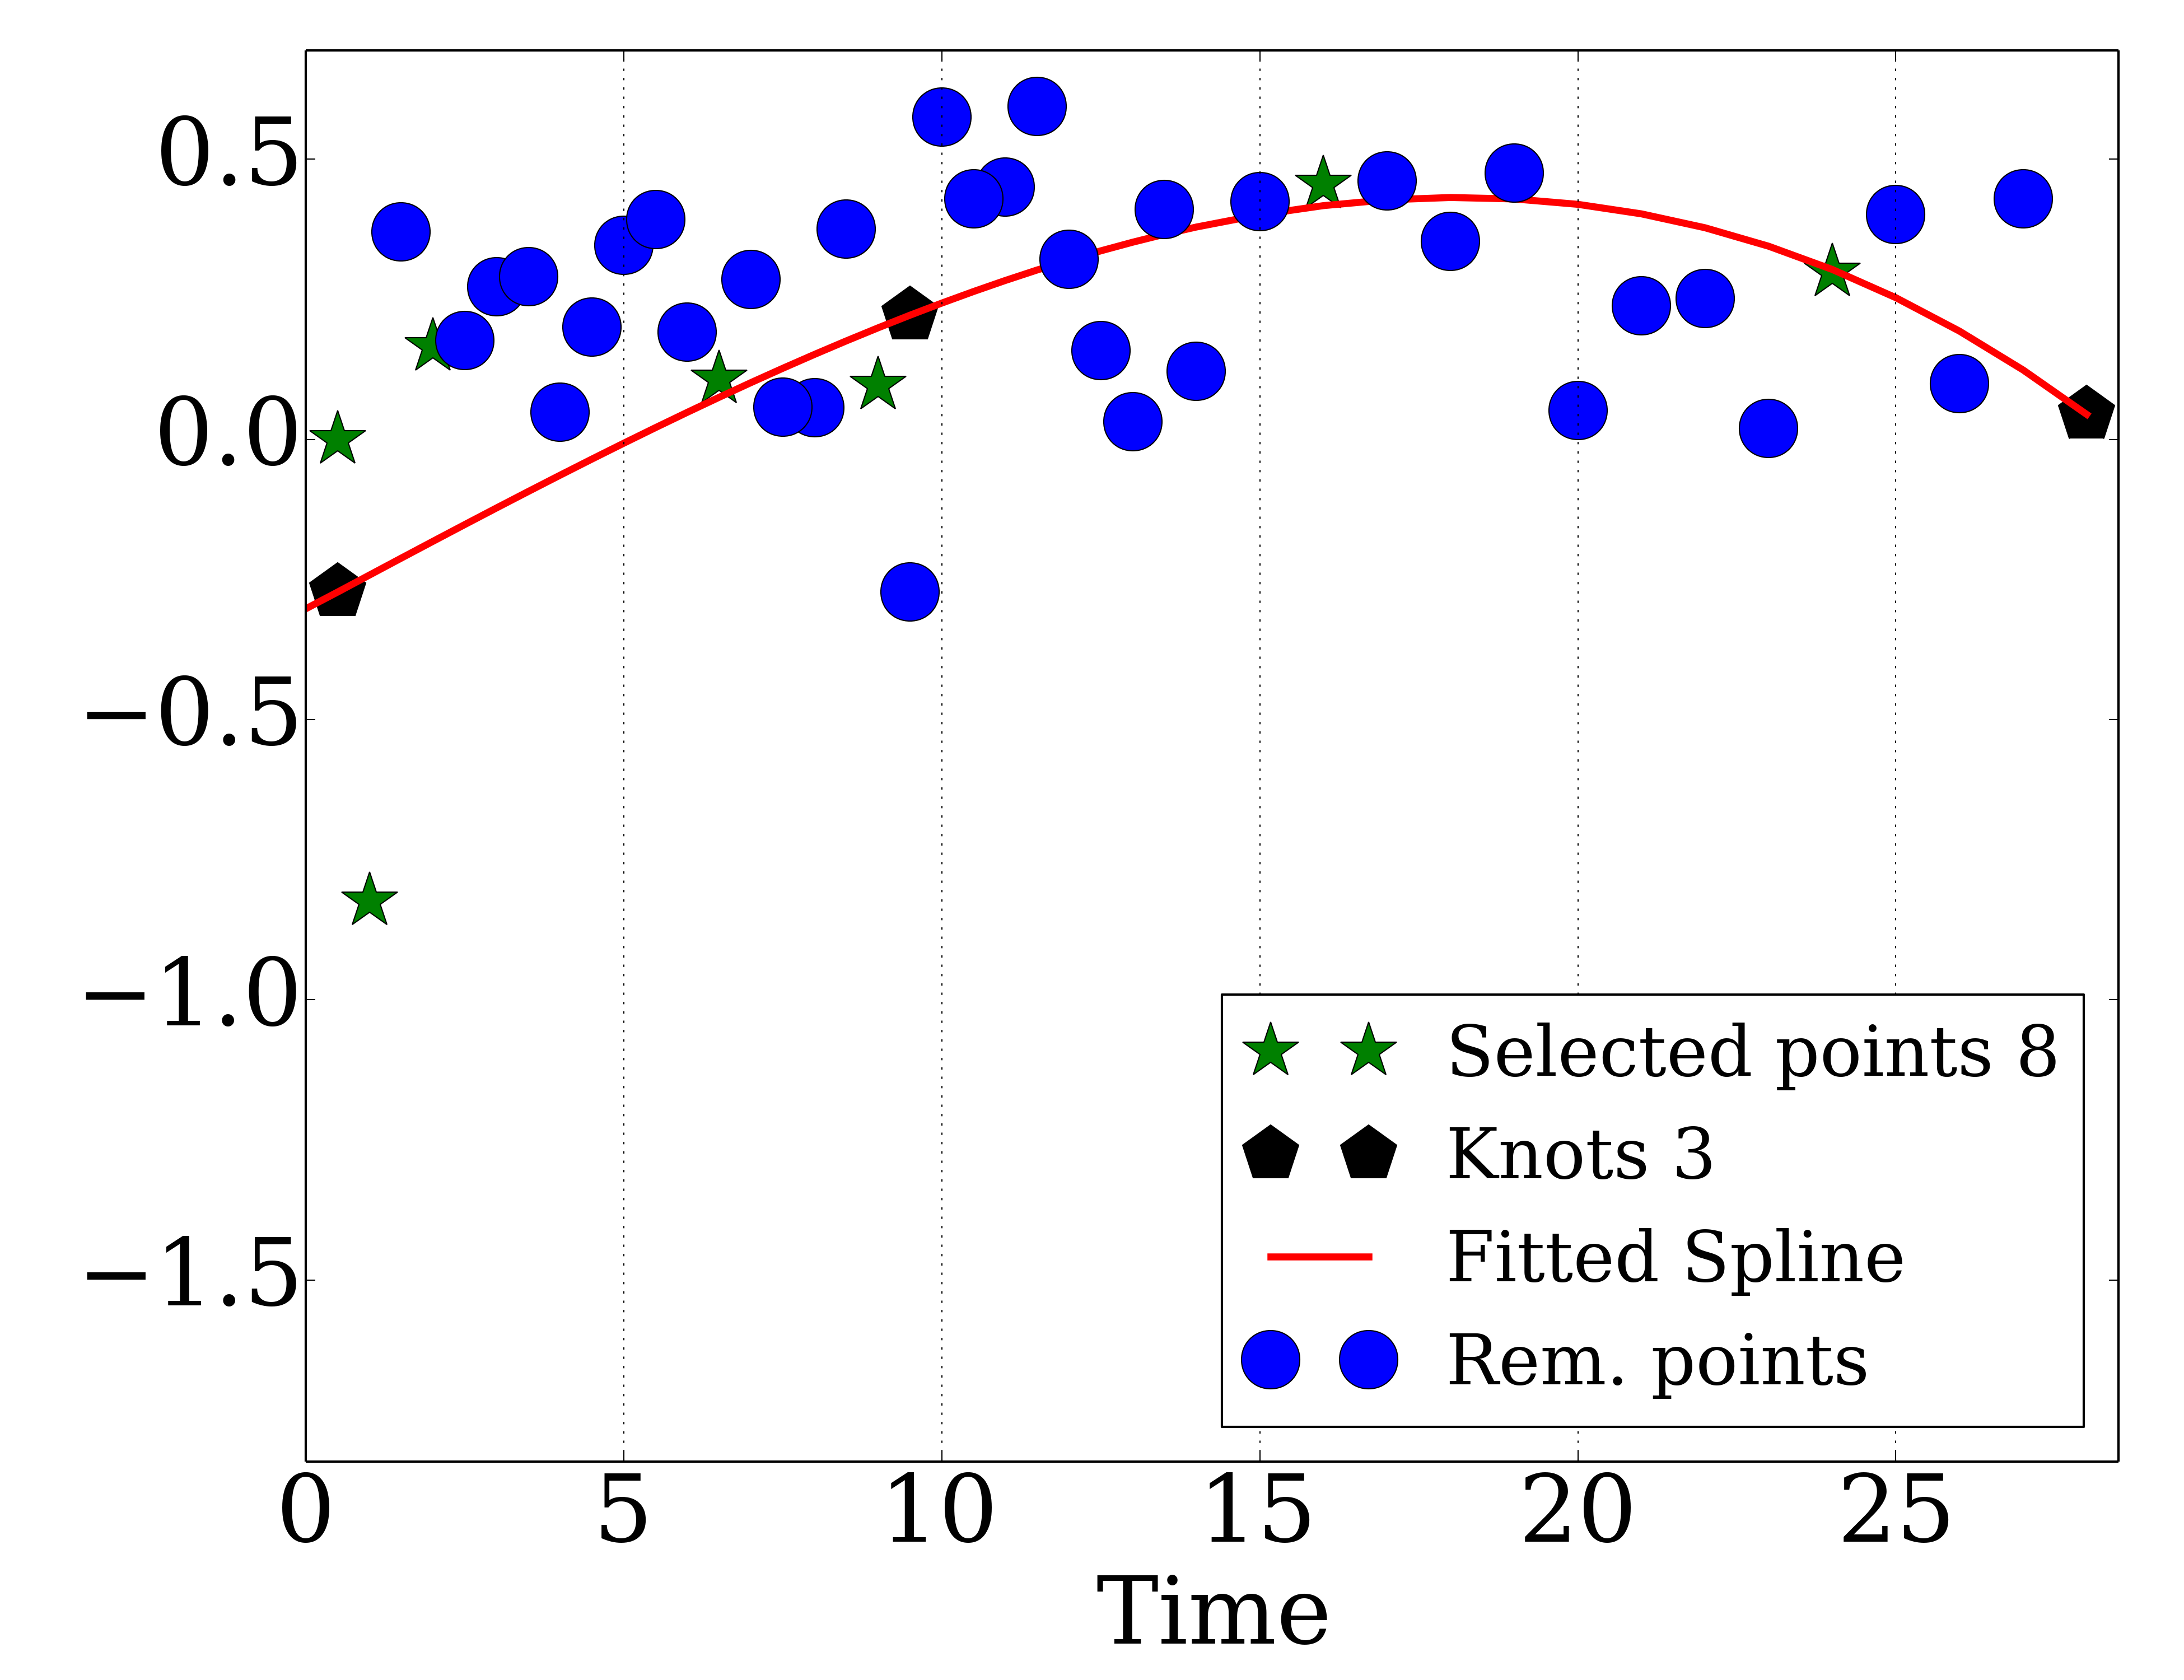 0.5
0.0
−0.5
−1.0
−1.5
Selected points 8
Knots 3
Fitted Spline
Rem. points
0 5 10 15 20 25
Time